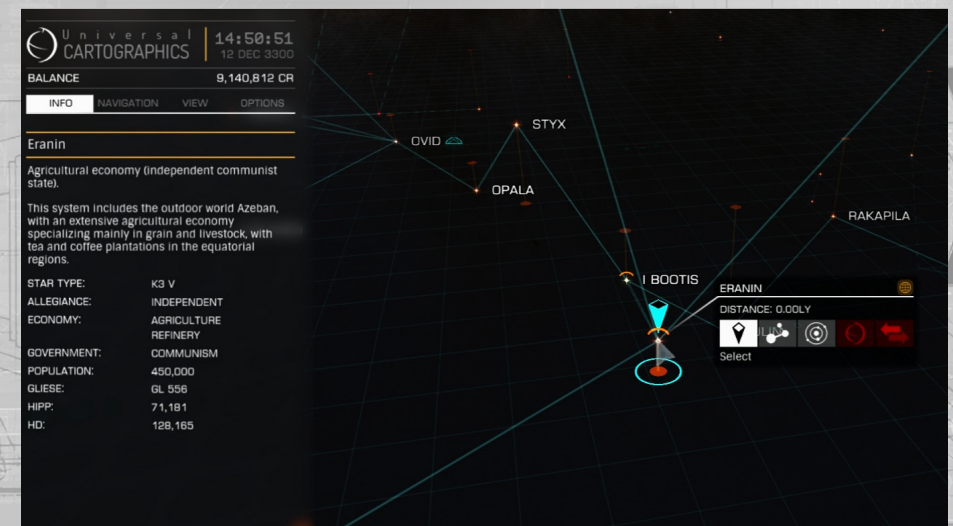 Universal
CARTOGRAPHICS
14:50:51
12 DEC 3300
BALANCE 9,140,812 CR
INFO NAVIGATION VIEW OPTIONS
Eranin
Agricultural economy (independent communist
state).
This system includes the outdoor world Azeban,
with an extensive agricultural economy
specializing mainly in grain and livestock, with
tea and coffee plantations in the equatorial
regions.
STAR TYPE: K3 V
ALLEGIANCE: INDEPENDENT
ECONOMY: AGRICULTURE
REFINERY
GOVERNMENT: COMMUNISM
POPULATION: 450,000
GLIESE: GL 556
HIPP: 71,181
HD: 128,165
STYX
OVID
OPALA
RAKAPILA
I BOOTIS
ERANIN
DISTANCE: 0.00LY
Select